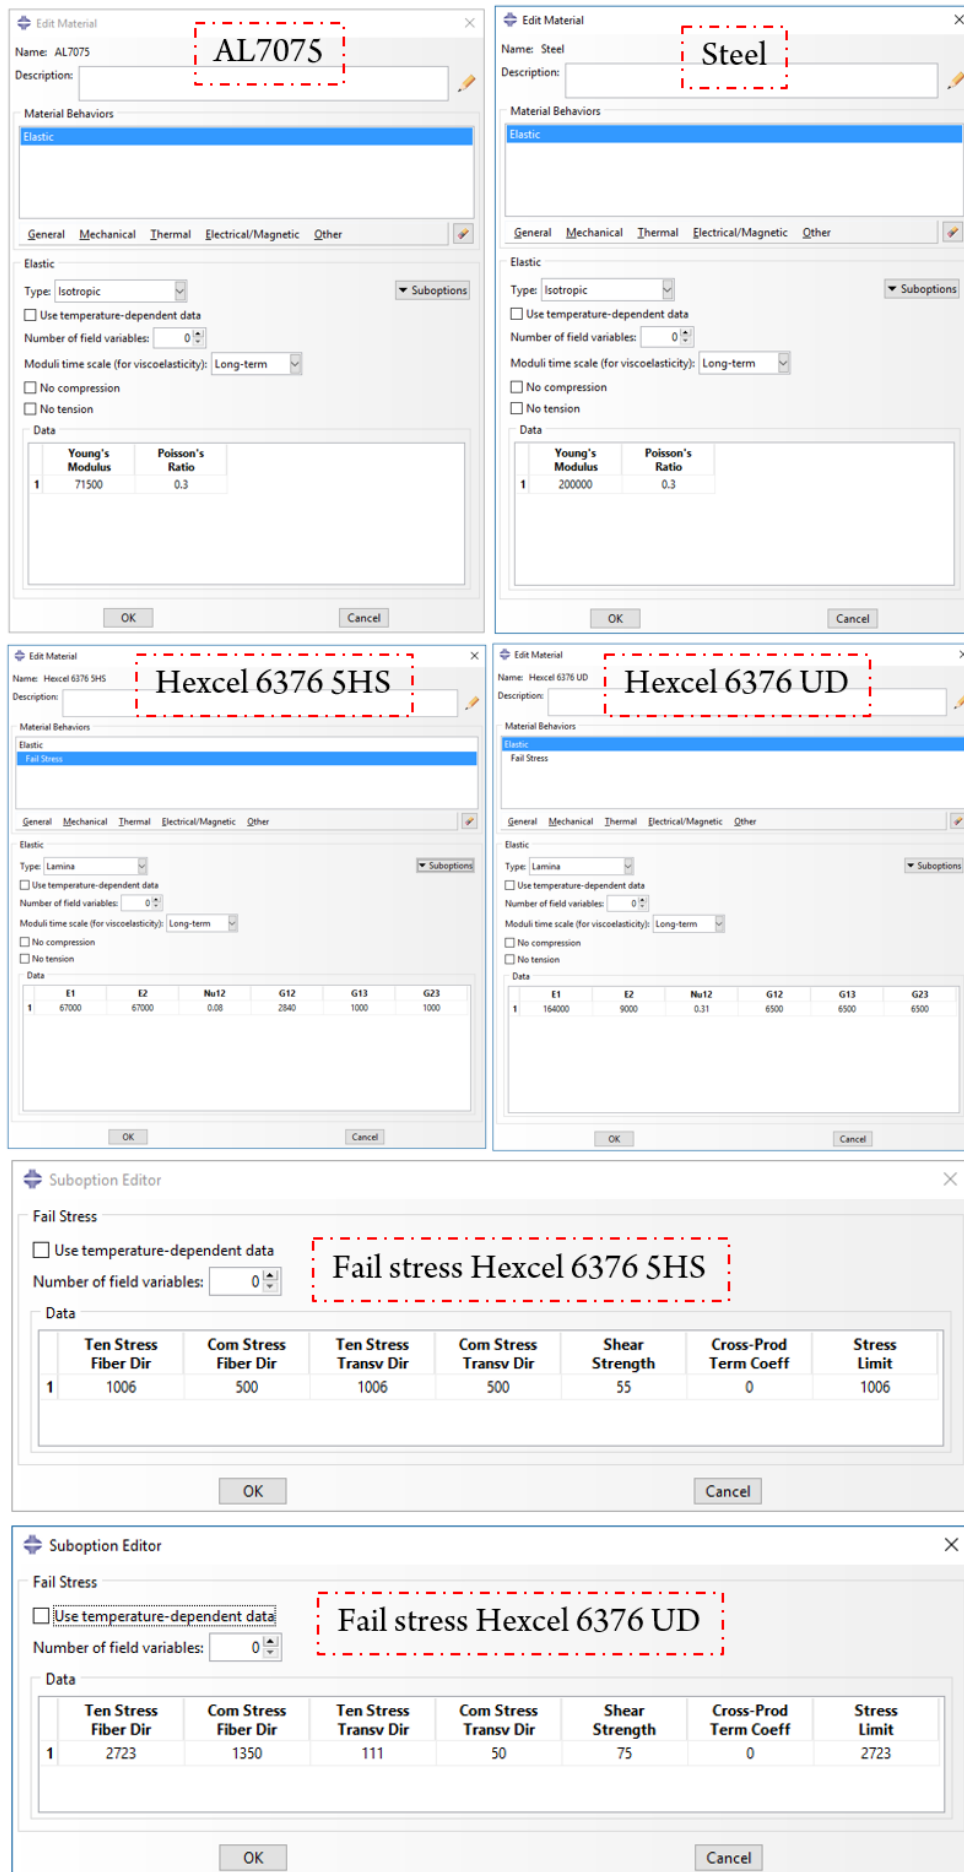 Edit Material
Name: AL7075
AL7075
Description:
Material Behaviors
Elastic
General Mechanical Thermal Electrical/Magnetic Other
Elastic
Type: Isotropic
Suboptions
Use temperature-dependent data
Number of field variables: 0
Moduli time scale (for viscoelasticity): Long-term
No compression
No tension
Data
Young's Modulus Poisson's Ratio
1 71500 0.3
OK Cancel
Edit Material
Name: Steel
Steel
Description:
Material Behaviors
Elastic
General Mechanical Thermal Electrical/Magnetic Other
Elastic
Type: Isotropic
Suboptions
Use temperature-dependent data
Number of field variables: 0
Moduli time scale (for viscoelasticity): Long-term
No compression
No tension
Data
Young's Modulus Poisson's Ratio
1 200000 0.3
OK Cancel
Edit Material
Name: Hexcel 6376 5HS
Hexcel 6376 5HS
Description:
Material Behaviors
Elastic
Fail Stress
General Mechanical Thermal Electrical/Magnetic Other
Elastic
Type: Lamina
Suboptions
Use temperature-dependent data
Number of field variables: 0
Moduli time scale (for viscoelasticity): Long-term
No compression
No tension
Data
E1 E2 Nu12 G12 G13 G23
1 67000 67000 0.08 2840 1000 1000
OK Cancel
Edit Material
Name: Hexcel 6376 UD
Hexcel 6376 UD
Description:
Material Behaviors
Elastic
Fail Stress
General Mechanical Thermal Electrical/Magnetic Other
Elastic
Type: Lamina
Suboptions
Use temperature-dependent data
Number of field variables: 0
Moduli time scale (for viscoelasticity): Long-term
No compression
No tension
Data
E1 E2 Nu12 G12 G13 G23
1 164000 9000 0.31 6500 6500 6500
OK Cancel
Suboption Editor
Fail Stress
Use temperature-dependent data
Number of field variables: 0
Fail stress Hexcel 6376 5HS
Data
Ten Stress Com Stress Ten Stress Com Stress Shear Cross-Prod Stress
Fiber Dir Fiber Dir Transv Dir Transv Dir Strength Term Coeff Limit
1 1006 500 1006 500 55 0 1006
OK Cancel
Suboption Editor
Fail Stress
Use temperature-dependent data
Number of field variables: 0
Fail stress Hexcel 6376 UD
Data
Ten Stress Com Stress Ten Stress Com Stress Shear Cross-Prod Stress
Fiber Dir Fiber Dir Transv Dir Transv Dir Strength Term Coeff Limit
1 2723 1350 111 50 75 0 2723
OK Cancel